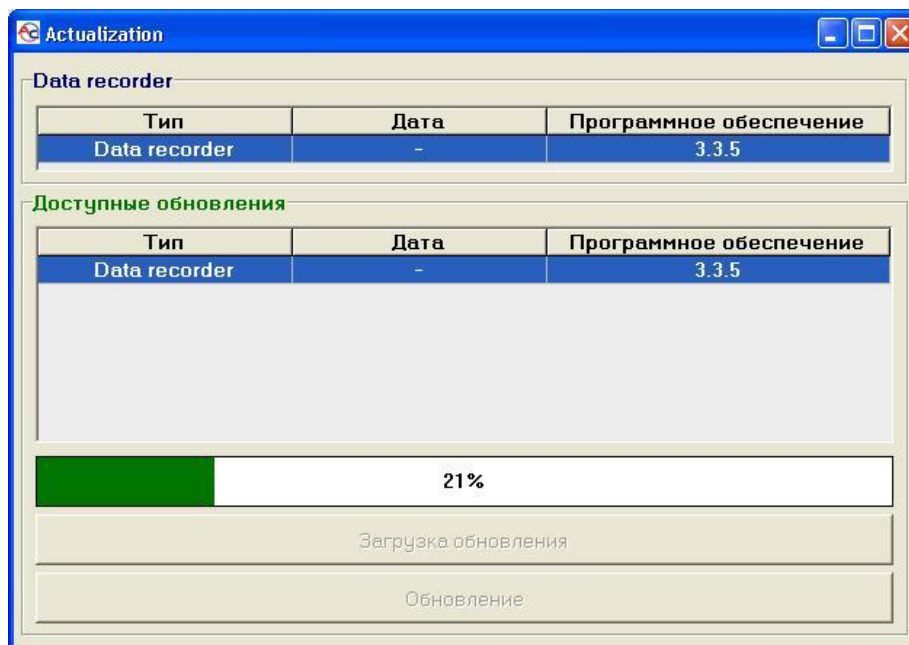 Actualization
Data recorder
Тип Дата Программное обеспечение
Data recorder - 3.3.5
Доступные обновления
Тип Дата Программное обеспечение
Data recorder - 3.3.5
21%
Загрузка обновления
Обновление